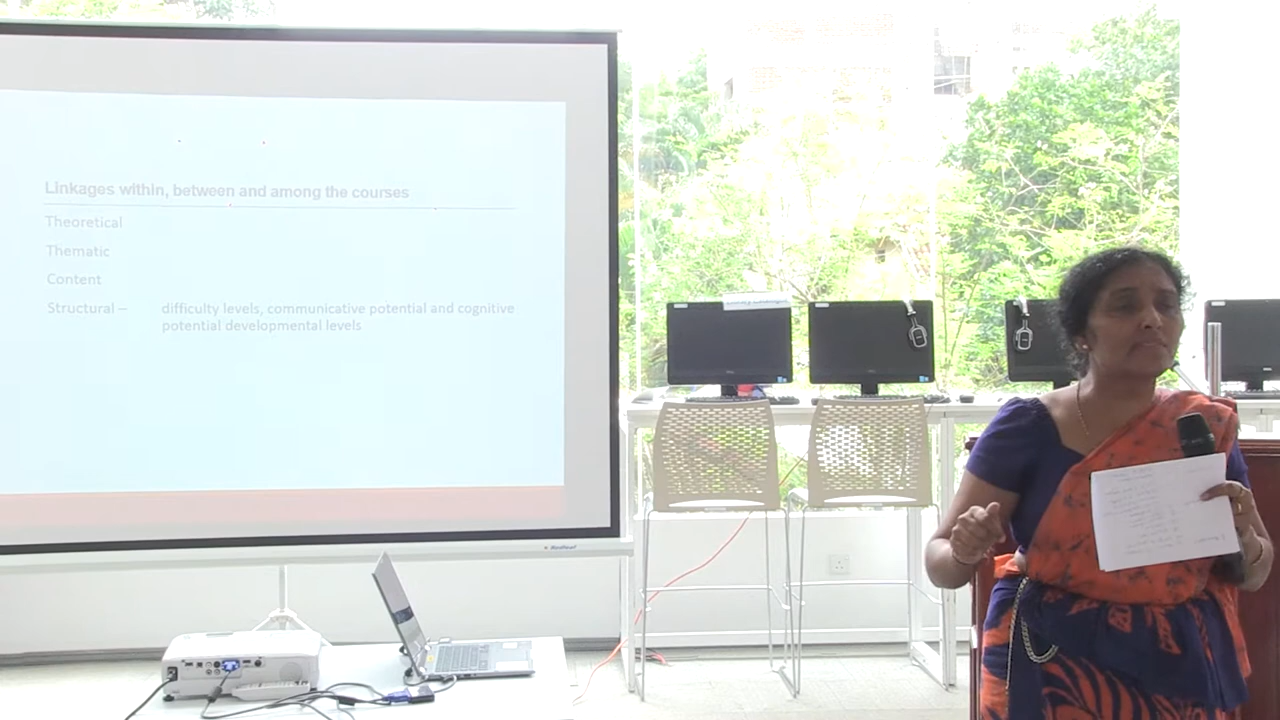 Linkages within, between and among the courses
Theoretical
Thematic
Content
Structural – difficulty levels, communicative potential and cognitive
potential developmental levels